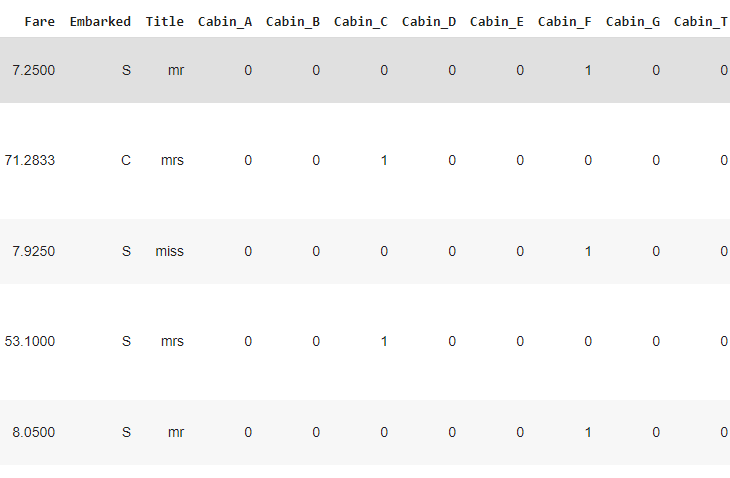 Fare Embarked Title Cabin_A Cabin_B Cabin_C Cabin_D Cabin_E Cabin_F Cabin_G Cabin_T
7.2500 S mr 0 0 0 0 0 1 0 0
71.2833 C mrs 0 0 1 0 0 0 0 0
7.9250 S miss 0 0 0 0 0 1 0 0
53.1000 S mrs 0 0 1 0 0 0 0 0
8.0500 S mr 0 0 0 0 0 1 0 0